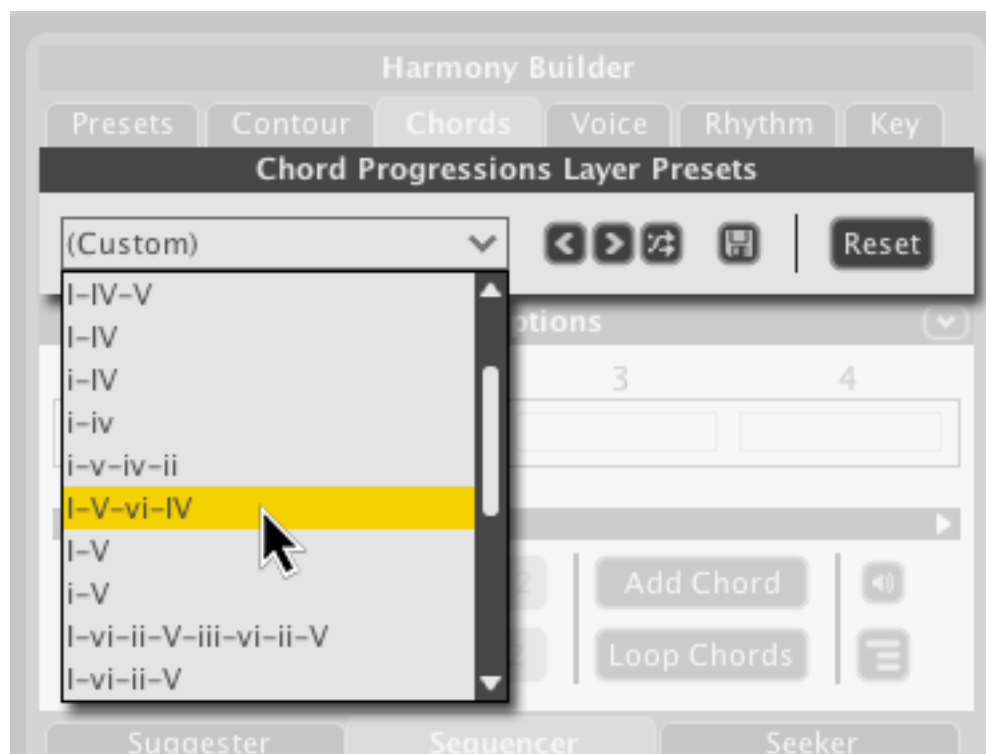 Harmony Builder
Presets Contour Chords Voice Rhythm Key
Chord Progressions Layer Presets
(Custom) Reset
I-IV-V
I-IV
i-IV
i-iv
i-v-iv-ii
I-V-vi-IV
I-V
i-V
I-vi-ii-V-iii-vi-ii-V
I-vi-ii-V
3 4
Add Chord
Loop Chords
Suggester Sequencer Seeker